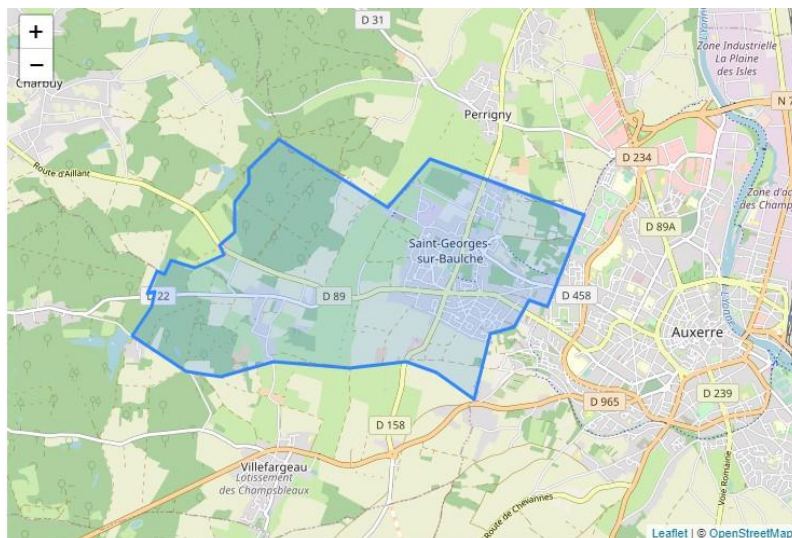 +
−
D 31
Charbuy
Zone Industrielle
La Plaine
des Isles
N 7
Perrigny
D 234
Route d'Aillant
Zone d'ac
des Champs
D 89A
Saint-Georges-
sur-Baulche
D 22
D 89
D 458
Auxerre
D 239
D 965
D 158
Villefargeau
Lotissement
des Champsbleaux
Voie Romaine
Route de Chevannes
Leaflet | © OpenStreetMap